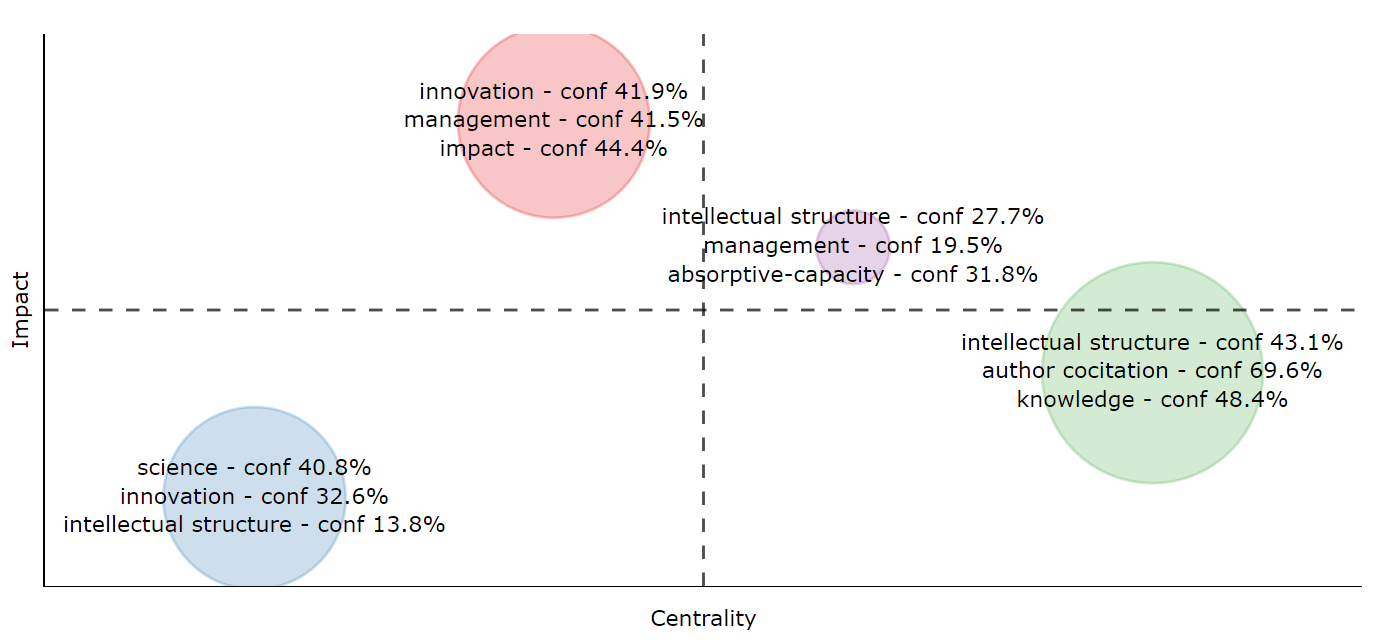 innovation - conf 41.9%
management - conf 41.5%
impact - conf 44.4%
intellectual structure - conf 27.7%
management - conf 19.5%
absorptive-capacity - conf 31.8%
Impact
intellectual structure - conf 43.1%
author cocitation - conf 69.6%
knowledge - conf 48.4%
science - conf 40.8%
innovation - conf 32.6%
intellectual structure - conf 13.8%
Centrality